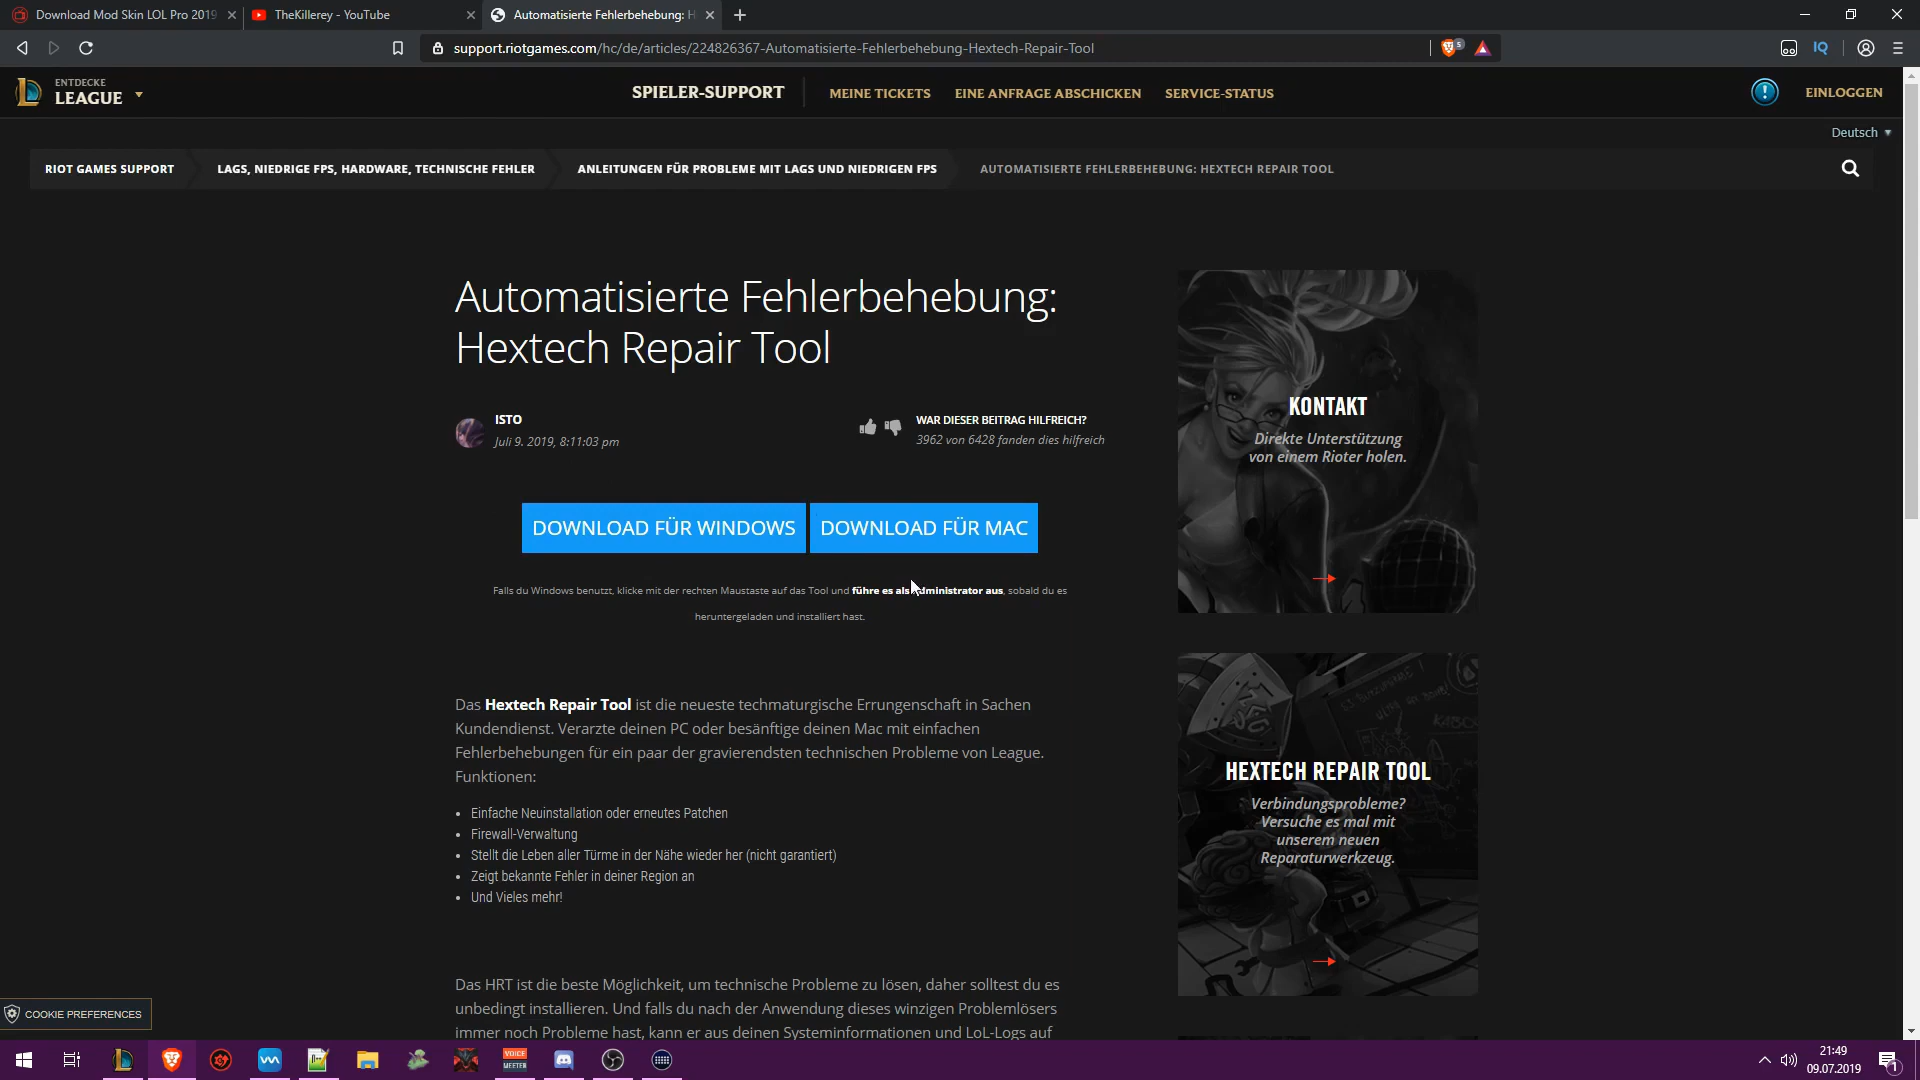 Download Mod Skin LOL Pro 2019
TheKillerey - YouTube
Automatisierte Fehlerbehebung: H
support.riotgames.com/hc/de/articles/224826367-Automatisierte-Fehlerbehebung-Hextech-Repair-Tool
5
IQ
ENTDECKE
LEAGUE
SPIELER-SUPPORT
MEINE TICKETS
EINE ANFRAGE ABSCHICKEN
SERVICE-STATUS
EINLOGGEN
Deutsch
RIOT GAMES SUPPORT
LAGS, NIEDRIGE FPS, HARDWARE, TECHNISCHE FEHLER
ANLEITUNGEN FÜR PROBLEME MIT LAGS UND NIEDRIGEN FPS
AUTOMATISIERTE FEHLERBEHEBUNG: HEXTECH REPAIR TOOL
Automatisierte Fehlerbehebung:
Hextech Repair Tool
ISTO
Juli 9. 2019, 8:11:03 pm
WAR DIESER BEITRAG HILFREICH?
3962 von 6428 fanden dies hilfreich
DOWNLOAD FÜR WINDOWS
DOWNLOAD FÜR MAC
Falls du Windows benutzt, klicke mit der rechten Maustaste auf das Tool und führe es als Administrator aus, sobald du es
heruntergeladen und installiert hast.
Das Hextech Repair Tool ist die neueste techmaturgische Errungenschaft in Sachen
Kundendienst. Verarzte deinen PC oder besänftige deinen Mac mit einfachen
Fehlerbehebungen für ein paar der gravierendsten technischen Probleme von League.
Funktionen:
• Einfache Neuinstallation oder erneutes Patchen
• Firewall-Verwaltung
• Stellt die Leben aller Türme in der Nähe wieder her (nicht garantiert)
• Zeigt bekannte Fehler in deiner Region an
• Und Vieles mehr!
Das HRT ist die beste Möglichkeit, um technische Probleme zu lösen, daher solltest du es
unbedingt installieren. Und falls du nach der Anwendung dieses winzigen Problemlösers
immer noch Probleme hast, kann er aus deinen Systeminformationen und LoL-Logs auf
KONTAKT
Direkte Unterstützung
von einem Rioter holen.
HEXTECH REPAIR TOOL
Verbindungsprobleme?
Versuche es mal mit
unserem neuen
Reparaturwerkzeug.
COOKIE PREFERENCES
VOICE
MEETER
21:49
09.07.2019
1